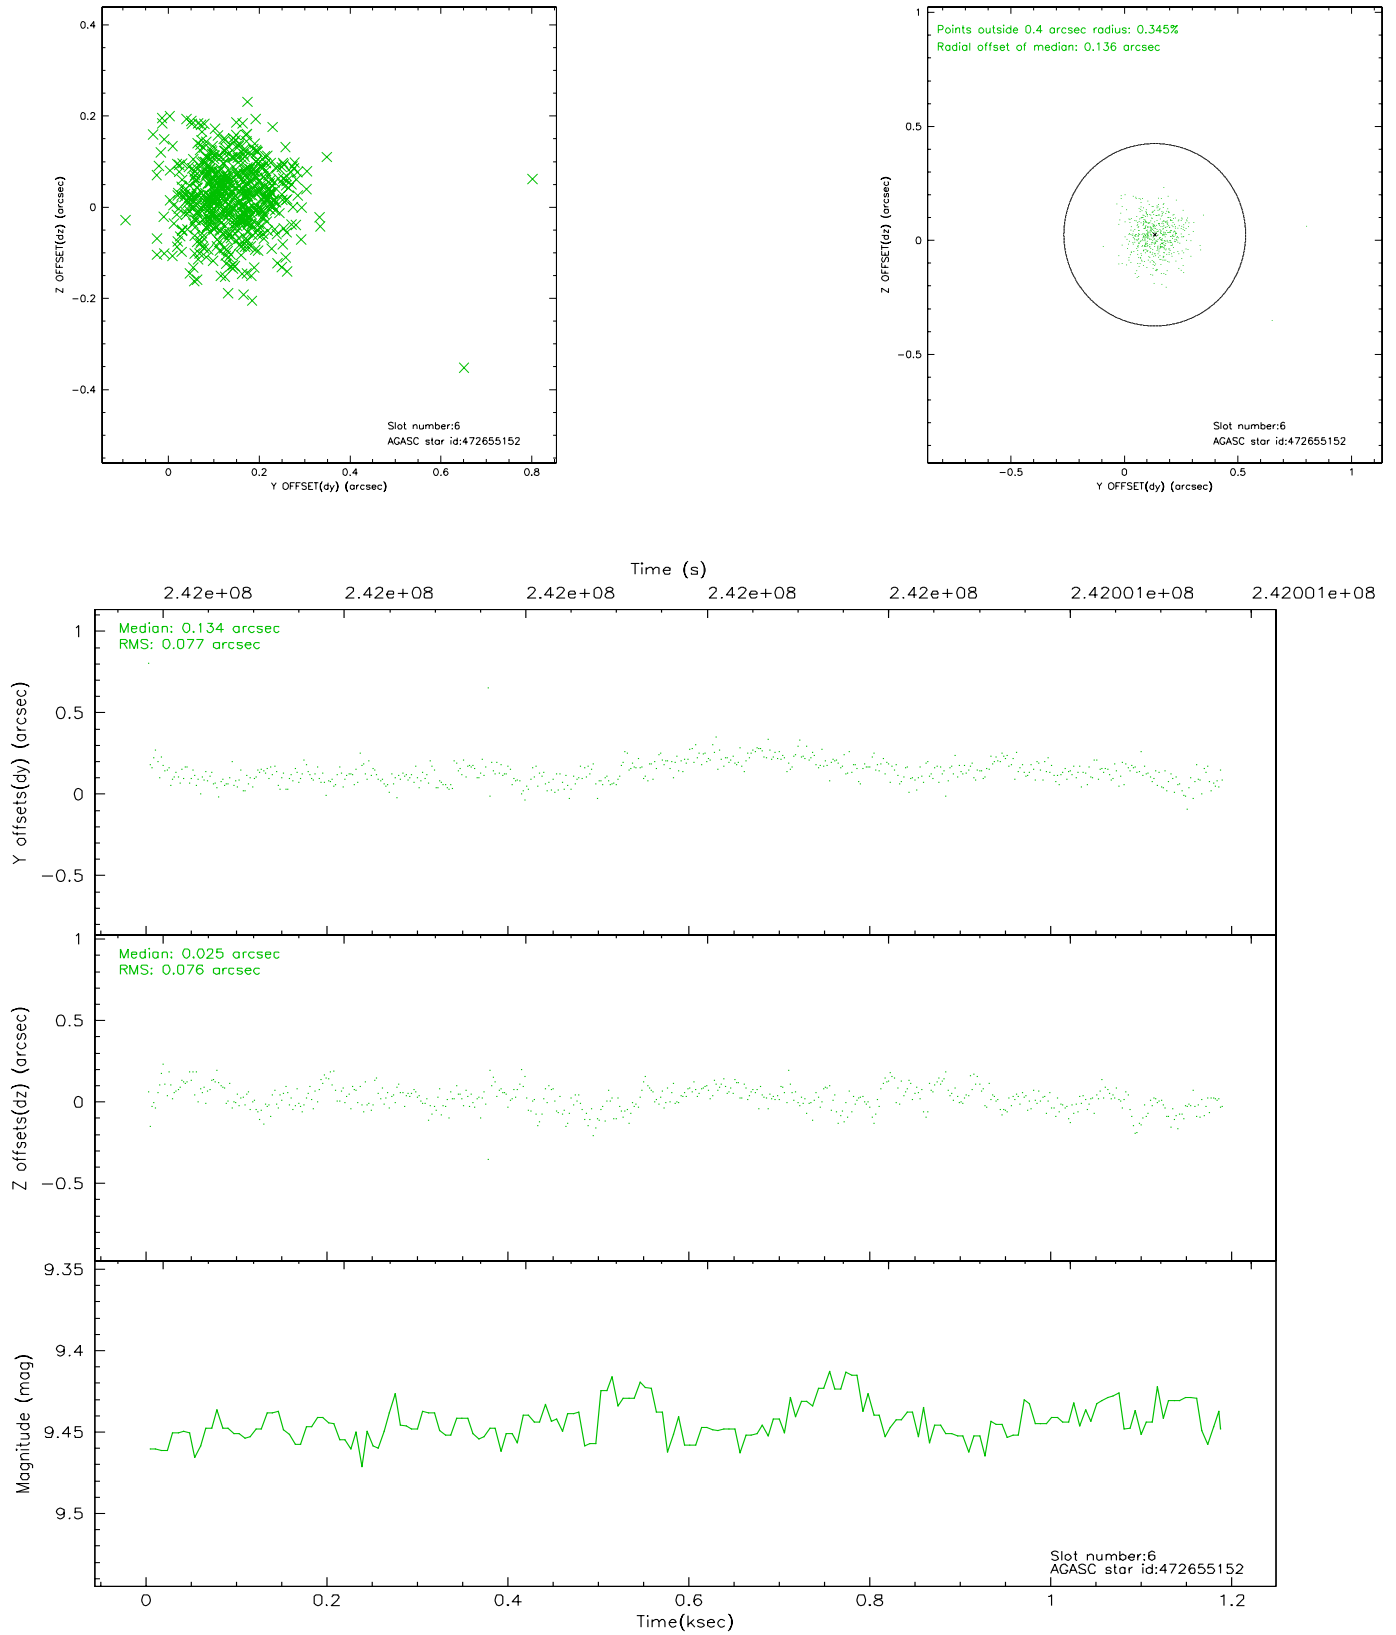 0.4
0.2
0
−0.2
−0.4
Z OFFSET(dz) (arcsec)
0
0.2
0.4
0.6
0.8
Y OFFSET(dy) (arcsec)
Slot number:6
AGASC star id:472655152
Points outside 0.4 arcsec radius: 0.345%
Radial offset of median: 0.136 arcsec
1
0.5
0
−0.5
Z OFFSET(dz) (arcsec)
−0.5
0
0.5
1
Y OFFSET(dy) (arcsec)
Slot number:6
AGASC star id:472655152
Time (s)
2.42e+08 2.42e+08 2.42e+08 2.42e+08 2.42e+08 2.42001e+08 2.42001e+08
Median: 0.134 arcsec
RMS: 0.077 arcsec
1
0.5
0
−0.5
Y offsets(dy) (arcsec)
Median: 0.025 arcsec
RMS: 0.076 arcsec
1
0.5
0
−0.5
Z offsets(dz) (arcsec)
9.35
9.4
9.45
9.5
Magnitude (mag)
Slot number:6
AGASC star id:472655152
0 0.2 0.4 0.6 0.8 1 1.2
Time(ksec)